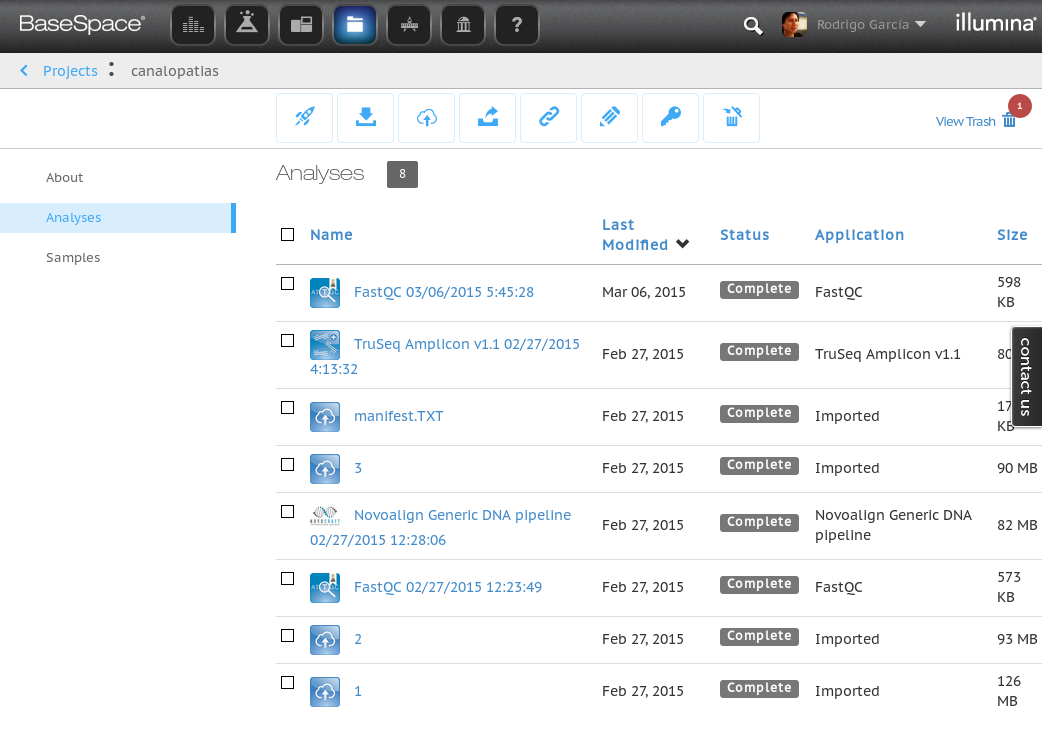 BaseSpace®
?
Rodrigo García
illumina®
Projects : canalopatias
View Trash
1
About
Analyses
Samples
Analyses 8
Name
Last
Modified
Status
Application
Size
FastQC 03/06/2015 5:45:28
Mar 06, 2015
Complete
FastQC
598
KB
TruSeq Amplicon v1.1 02/27/2015
4:13:32
Feb 27, 2015
Complete
TruSeq Amplicon v1.1
contact us
manifest.TXT
Feb 27, 2015
Complete
Imported
KB
3
Feb 27, 2015
Complete
Imported
90 MB
NOVOCRAFT
Novoalign Generic DNA pipeline
02/27/2015 12:28:06
Feb 27, 2015
Complete
Novoalign Generic DNA
pipeline
82 MB
FastQC 02/27/2015 12:23:49
Feb 27, 2015
Complete
FastQC
573
KB
2
Feb 27, 2015
Complete
Imported
93 MB
1
Feb 27, 2015
Complete
Imported
126
MB